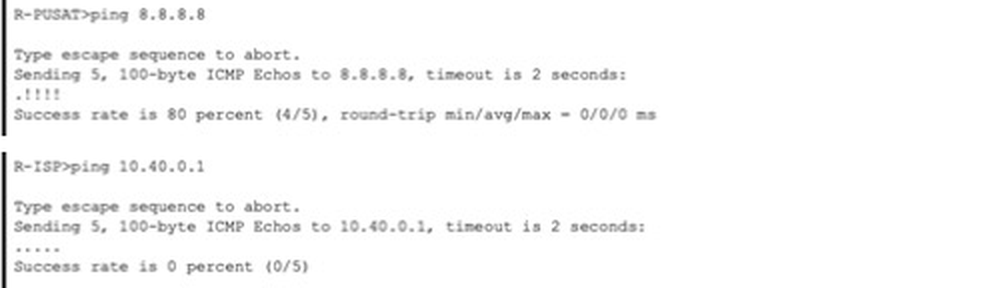 R-PUSAT>ping 8.8.8.8
Type escape sequence to abort.
Sending 5, 100-byte ICMP Echos to 8.8.8.8, timeout is 2 seconds:
.!!!!
Success rate is 80 percent (4/5), round-trip min/avg/max = 0/0/0 ms
R-ISP>ping 10.40.0.1
Type escape sequence to abort.
Sending 5, 100-byte ICMP Echos to 10.40.0.1, timeout is 2 seconds:
.....
Success rate is 0 percent (0/5)